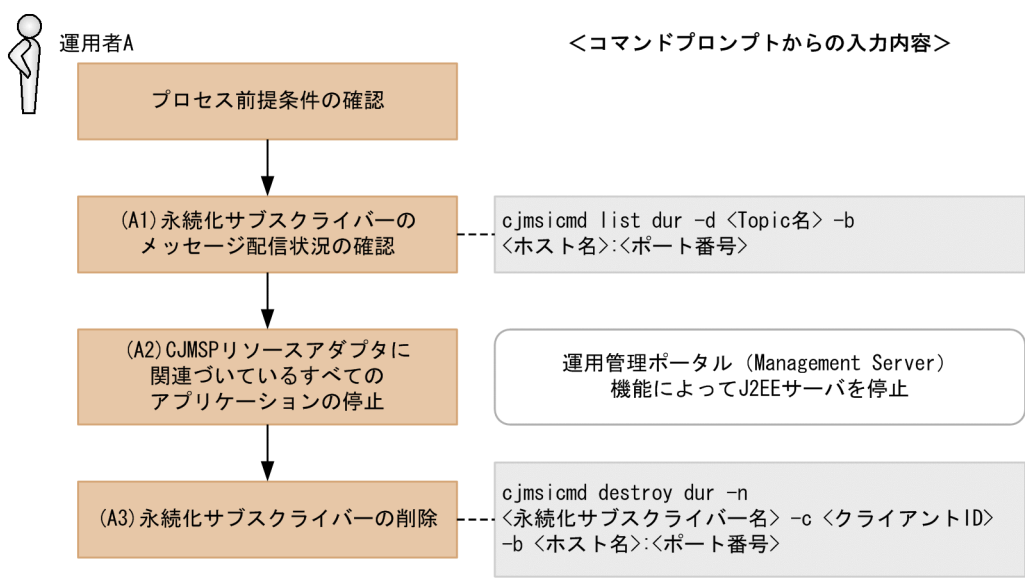 運用者A
＜コマンドプロンプトからの入力内容＞
プロセス前提条件の確認
(A1)永続化サブスクライバーの
メッセージ配信状況の確認
cjmsicmd list dur -d <Topic名> -b
<ホスト名>:<ポート番号>
(A2)CJMSPリソースアダプタに
関連づいているすべての
アプリケーションの停止
運用管理ポータル（Management Server）
機能によってJ2EEサーバを停止
(A3)永続化サブスクライバーの削除
cjmsicmd destroy dur -n
<永続化サブスクライバー名> -c <クライアントID>
-b <ホスト名>:<ポート番号>